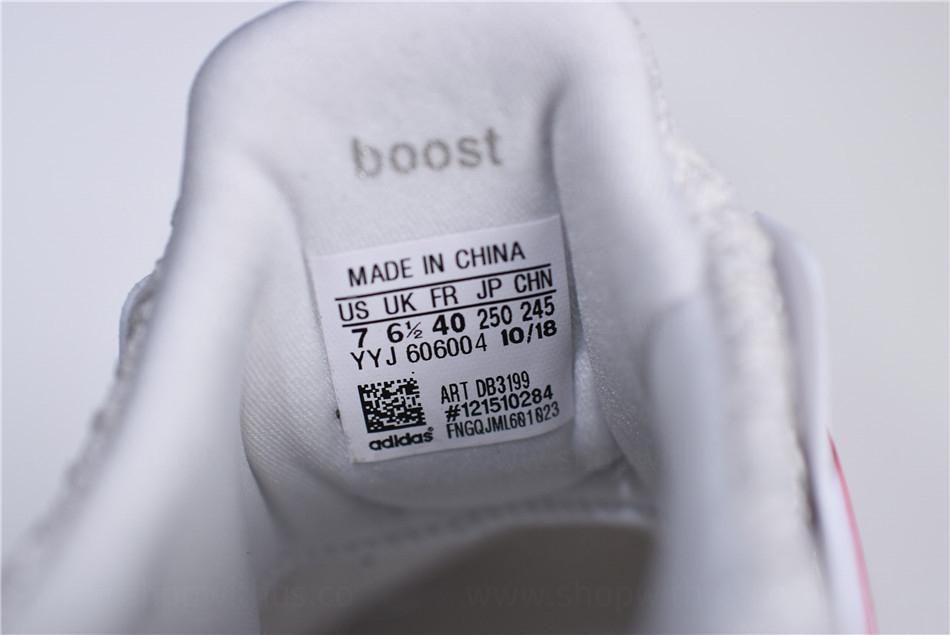 boost
MADE IN CHINA
US UK FR JP CHN
7 6½ 40 250 245
YYJ 606004 10/18
ART DB3199
#121510284
FNGQJML601023
adidas